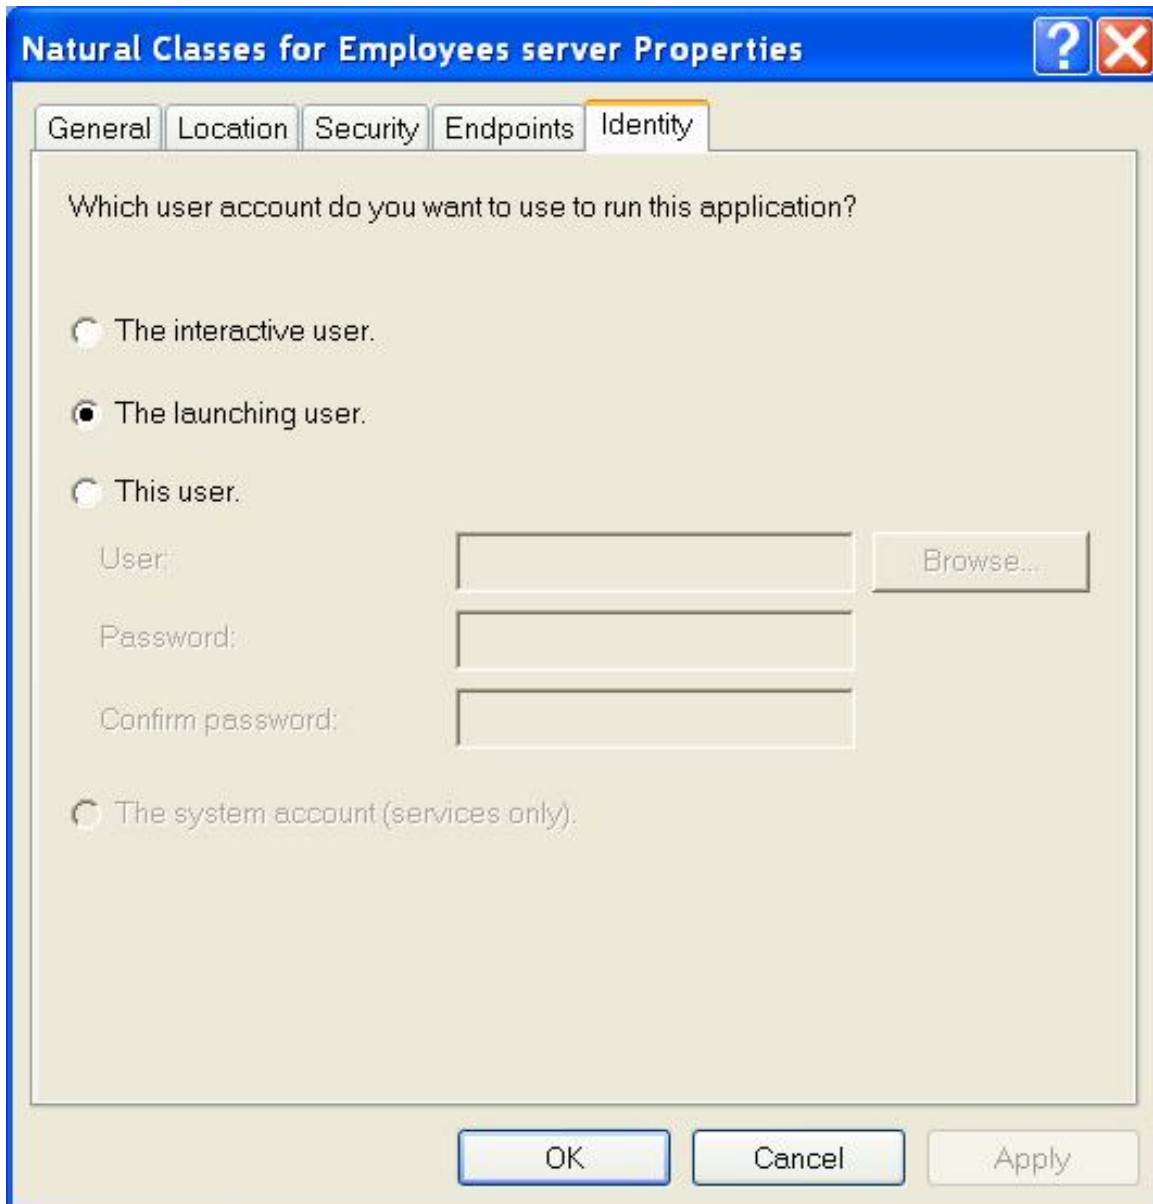 Natural Classes for Employees server Properties
General Location Security Endpoints Identity
Which user account do you want to use to run this application?
The interactive user.
The launching user.
This user.
User: Browse...
Password:
Confirm password:
The system account (services only).
OK Cancel Apply